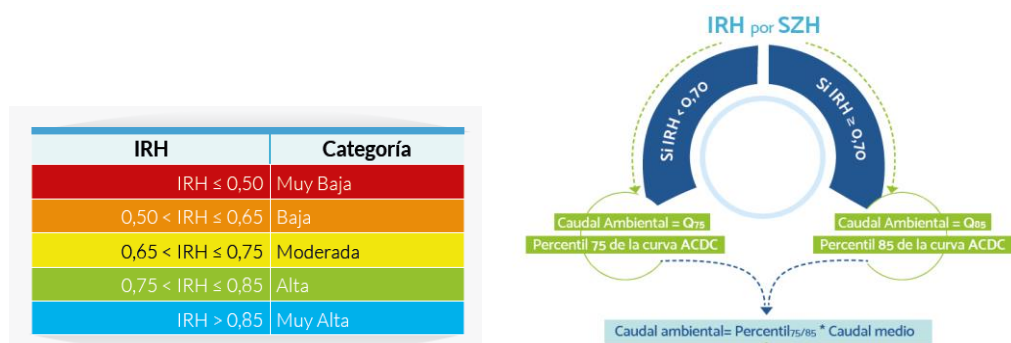 IRH Categoría
IRH ≤ 0,50 Muy Baja
0,50 < IRH ≤ 0,65 Baja
0,65 < IRH ≤ 0,75 Moderada
0,75 < IRH ≤ 0,85 Alta
IRH > 0,85 Muy Alta
IRH por SZH
Si IRH < 0,70
Si IRH ≥ 0,70
Caudal Ambiental = Q75
Percentil 75 de la curva ACDC
Caudal Ambiental = Q85
Percentil 85 de la curva ACDC
Caudal ambiental= Percentil75/85 * Caudal medio